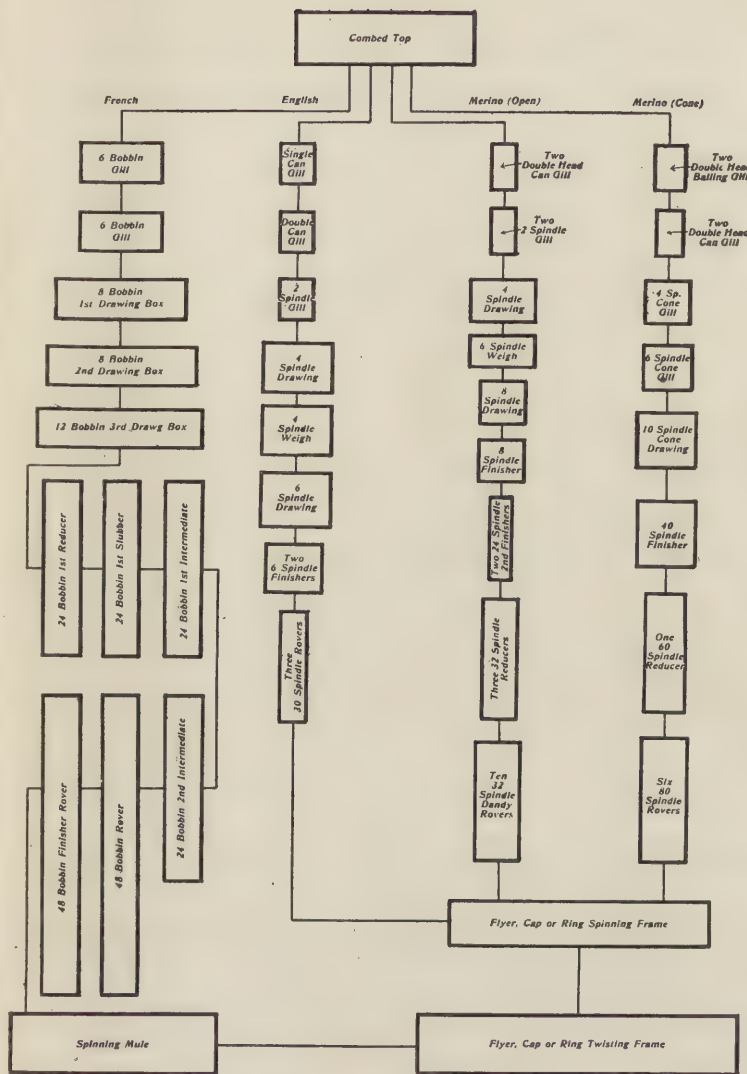 Combed Top
French
English
Merino (Open)
Merino (Cone)
6 Bobbin
Gill
6 Bobbin
Gill
8 Bobbin
1st Drawing Box
8 Bobbin
2nd Drawing Box
12 Bobbin 3rd Drawg Box
24 Bobbin 1st Reducer
24 Bobbin 1st Slubber
24 Bobbin 1st Intermediate
24 Bobbin 2nd Intermediate
48 Bobbin Rover
48 Bobbin Finisher Rover
Spinning Mule
Single
Can
Gill
Double
Can
Gill
2
Spindle
Gill
4
Spindle
Drawing
4
Spindle
Weigh
6
Spindle
Drawing
Two
6 Spindle
Finishers
Three
30 Spindle Rovers
Two
Double Head
Can Gill
Two
2 Spindle
Gill
4
Spindle
Drawing
6 Spindle
Weigh
8
Spindle
Drawing
8
Spindle
Finisher
Two 24 Spindle
2nd Finishers
Three 32 Spindle
Reducers
Ten
32
Spindle
Dandy
Rovers
Two
Double Head
Balling Gill
Two
Double Head
Can Gill
4 Sp.
Cone
Gill
6 Spindle
Cone
Gill
10 Spindle
Cone
Drawing
40
Spindle
Finisher
One
60
Spindle
Reducer
Six
80
Spindle
Rovers
Flyer, Cap or Ring Spinning Frame
Flyer, Cap or Ring Twisting Frame